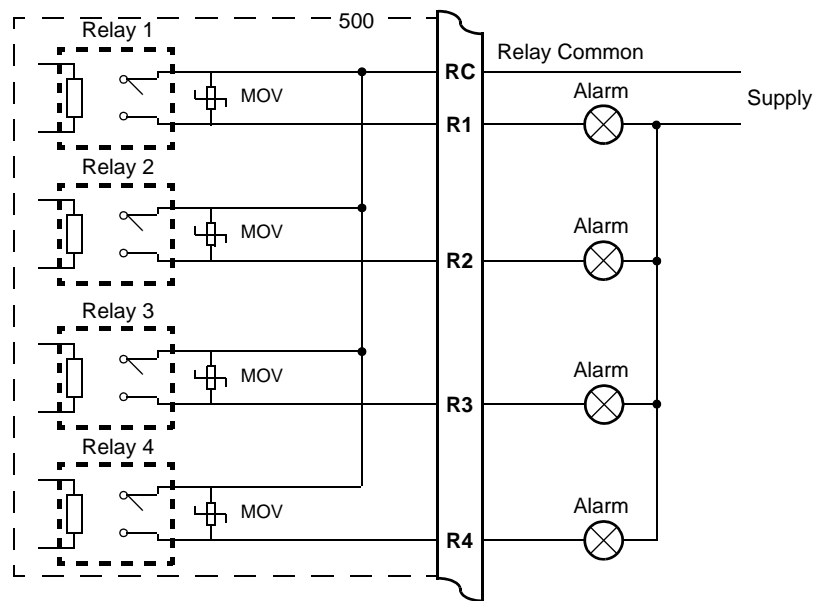 500
Relay 1
MOV
RC
Relay Common
R1
Alarm
Supply
Relay 2
MOV
R2
Alarm
Relay 3
MOV
R3
Alarm
Relay 4
MOV
R4
Alarm